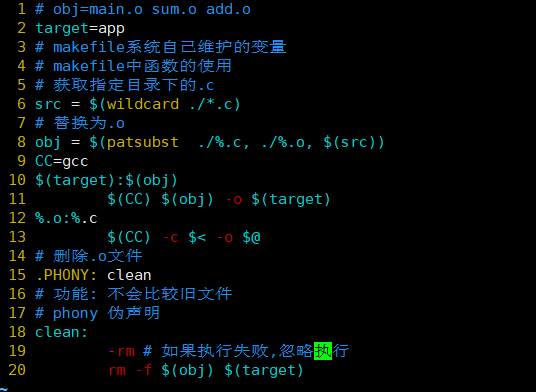 1 # obj=main.o sum.o add.o
2 target=app
3 # makefile系统自己维护的变量
4 # makefile中函数的使用
5 # 获取指定目录下的.c
6 src = $(wildcard ./*.c)
7 # 替换为.o
8 obj = $(patsubst  ./%.c, ./%.o, $(src))
9 CC=gcc
10 $(target):$(obj)
11         $(CC) $(obj) -o $(target)
12 %.o:%.c
13         $(CC) -c $< -o $@
14 # 删除.o文件
15 .PHONY: clean
16 # 功能: 不会比较旧文件
17 # phony 伪声明
18 clean:
19         -rm # 如果执行失败,忽略执行
20         rm -f $(obj) $(target)
~